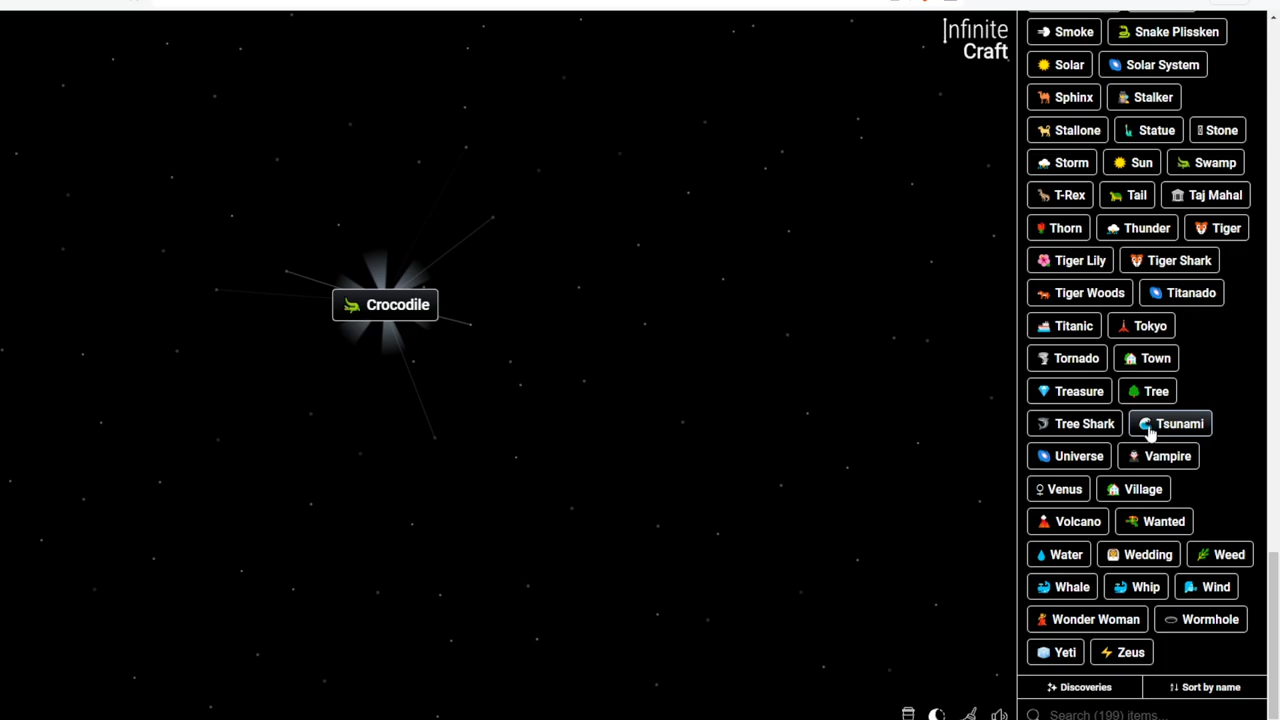 Infinite
Craft
Crocodile
Smoke
Snake Plissken
Solar
Solar System
Sphinx
Stalker
Stallone
Statue
Stone
Storm
Sun
Swamp
T-Rex
Tail
Taj Mahal
Thorn
Thunder
Tiger
Tiger Lily
Tiger Shark
Tiger Woods
Titanado
Titanic
Tokyo
Tornado
Town
Treasure
Tree
Tree Shark
Tsunami
Universe
Vampire
Venus
Village
Volcano
Wanted
Water
Wedding
Weed
Whale
Whip
Wind
Wonder Woman
Wormhole
Yeti
Zeus
Discoveries
Sort by name
Search (199) items...